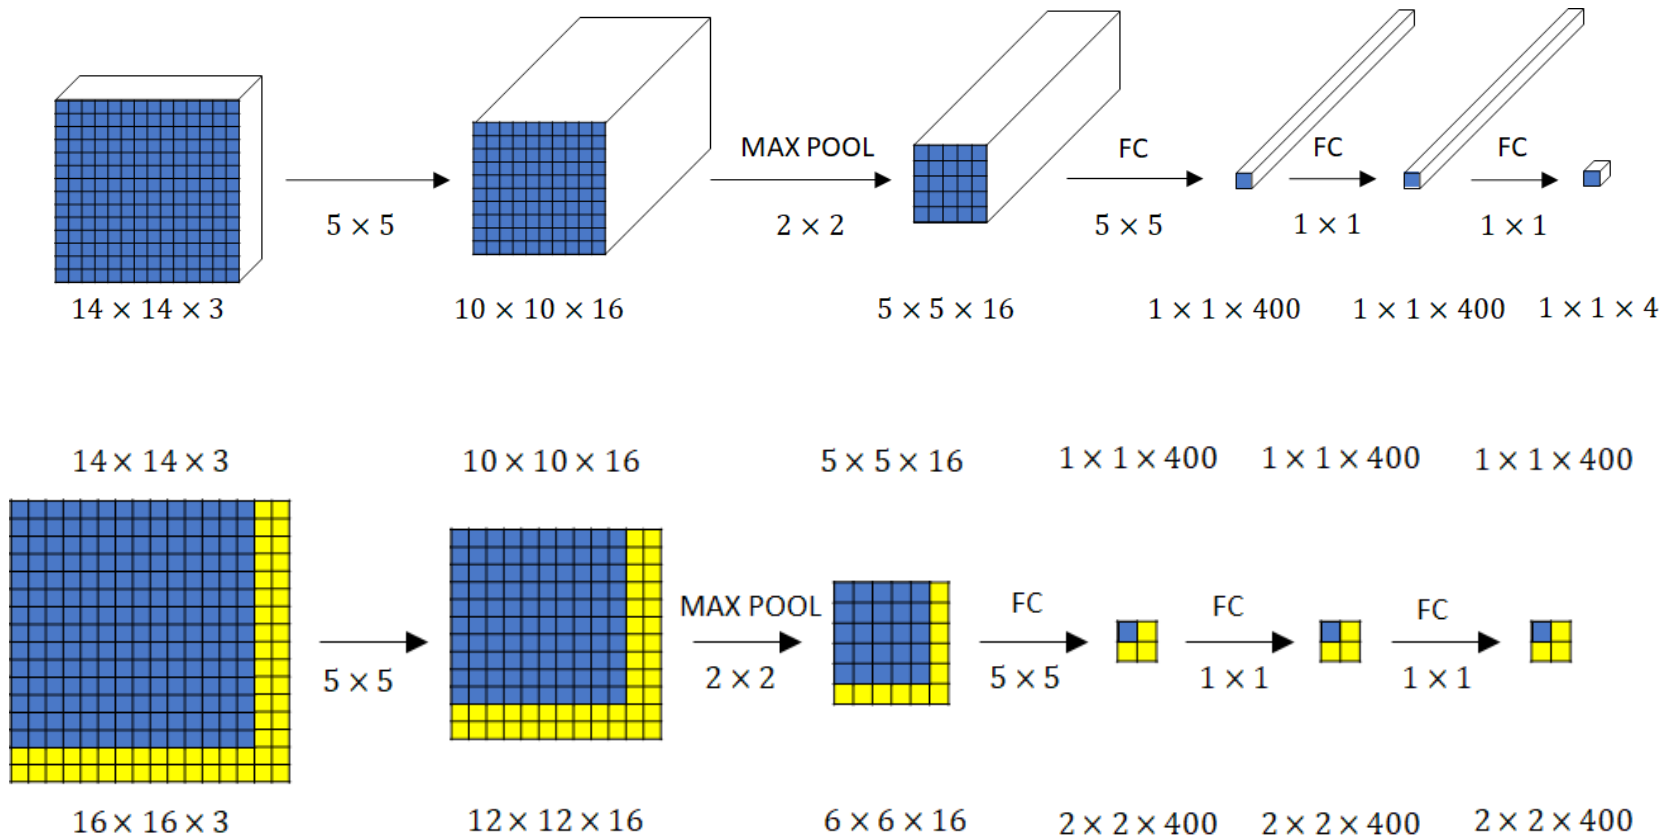 MAX POOL FC FC FC
5 × 5 2 × 2 5 × 5 1 × 1 1 × 1
14 × 14 × 3 10 × 10 × 16 5 × 5 × 16 1 × 1 × 400 1 × 1 × 400 1 × 1 × 4
14 × 14 × 3 10 × 10 × 16 5 × 5 × 16 1 × 1 × 400 1 × 1 × 400 1 × 1 × 400
MAX POOL FC FC FC
5 × 5 2 × 2 5 × 5 1 × 1 1 × 1
16 × 16 × 3 12 × 12 × 16 6 × 6 × 16 2 × 2 × 400 2 × 2 × 400 2 × 2 × 400